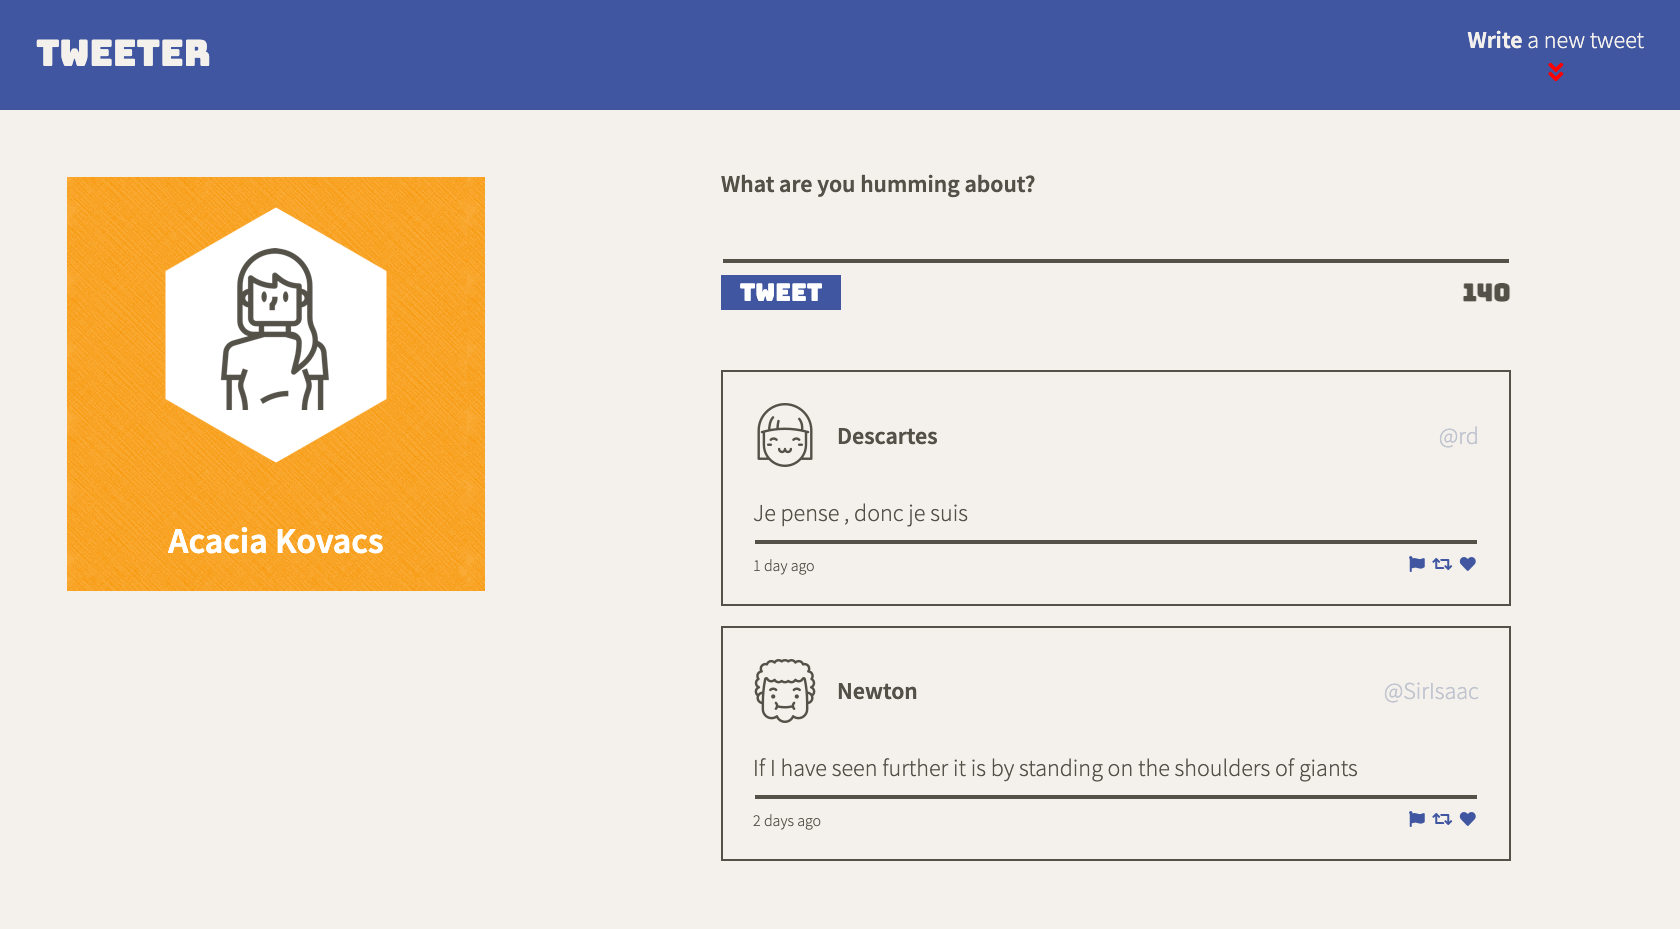 TWEETER
Write a new tweet
Acacia Kovacs
What are you humming about?
TWEET
140
Descartes
@rd
Je pense , donc je suis
1 day ago
Newton
@SirIsaac
If I have seen further it is by standing on the shoulders of giants
2 days ago